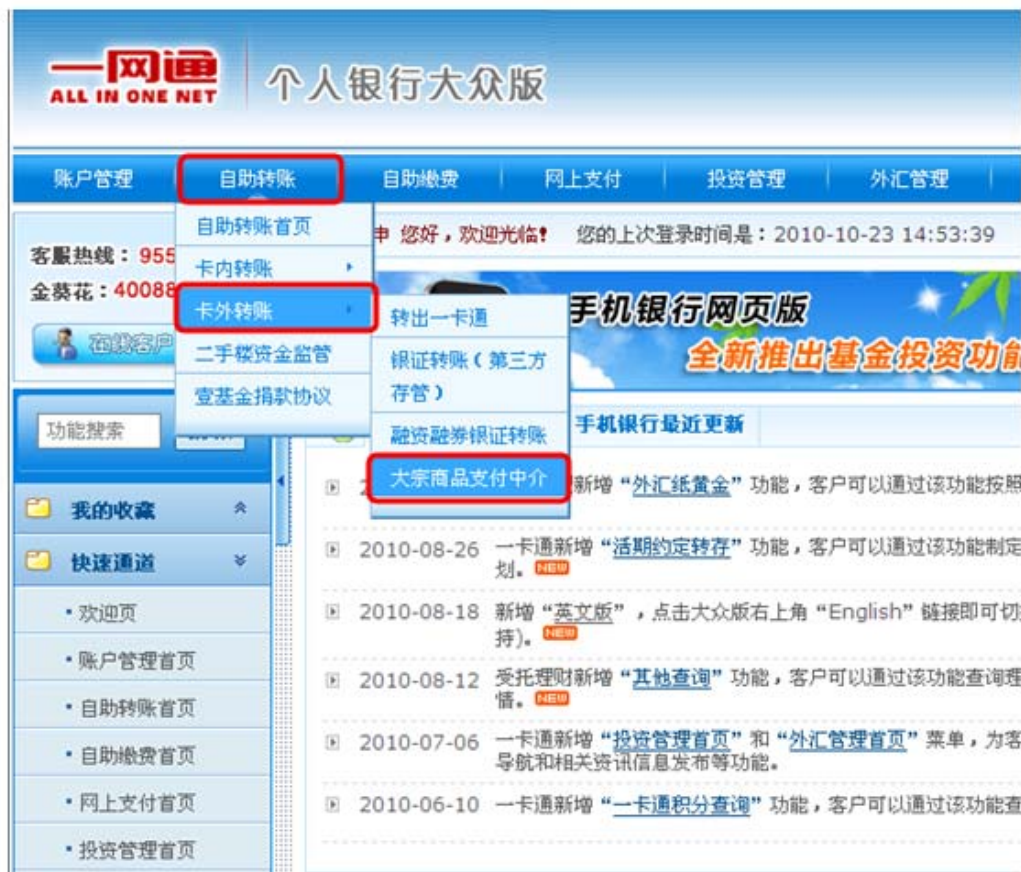 一网通
ALL IN ONE NET
个人银行大众版
账户管理
自助转账
自助缴费
网上支付
投资管理
外汇管理
自助转账首页
卡内转账
卡外转账
二手楼资金监管
壹基金捐款协议
转出一卡通
银证转账(第三方
存管)
融资融券银证转账
大宗商品支付中介
您好,欢迎光临! 您的上次登录时间是:2010-10-23 14:53:39
客服热线:955
金葵花:40088
在线客户
手机银行网页版
全新推出基金投资功能
功能搜索
手机银行最近更新
新增“外汇纸黄金”功能,客户可以通过该功能按照
2010-08-26 一卡通新增“活期约定转存”功能,客户可以通过该功能制定
划。NEW
2010-08-18 新增“英文版”,点击大众版右上角“English”链接即可切
持)。NEW
2010-08-12 受托理财新增“其他查询”功能,客户可以通过该功能查询理
情。NEW
2010-07-06 一卡通新增“投资管理首页”和“外汇管理首页”菜单,为客
导航和相关资讯信息发布等功能。
2010-06-10 一卡通新增“一卡通积分查询”功能,客户可以通过该功能查
我的收藏
快速通道
欢迎页
账户管理首页
自助转账首页
自助缴费首页
网上支付首页
投资管理首页